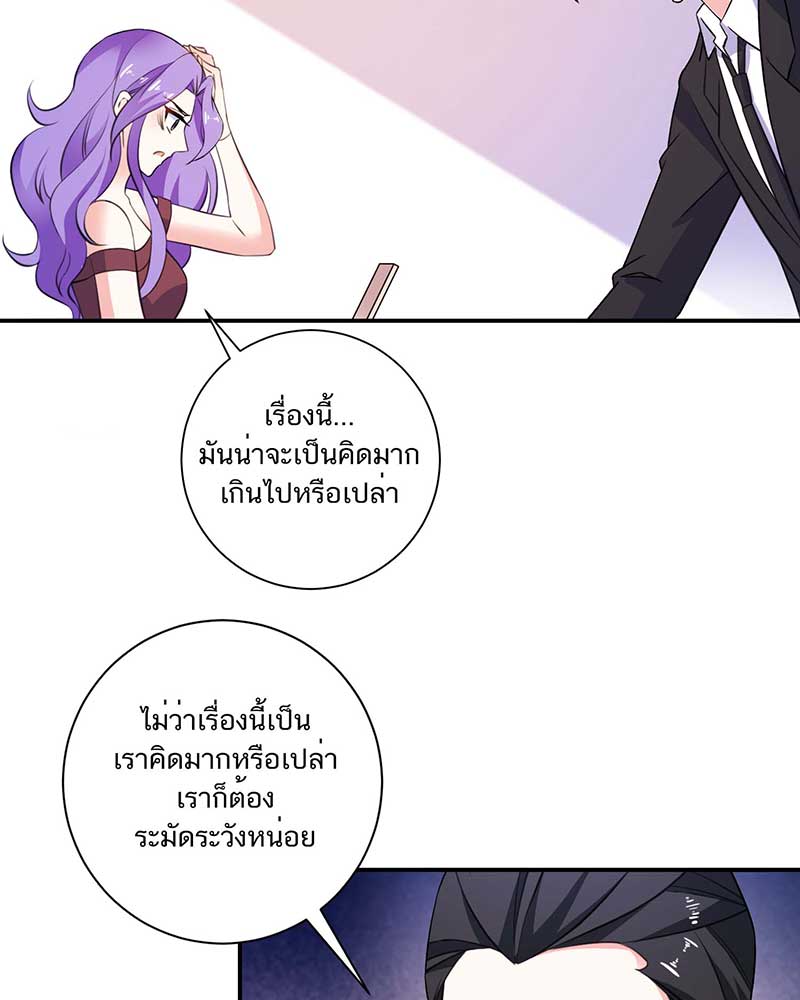 เรื่องนี้...
มันน่าจะเป็นคิดมาก
เกินไปหรือเปล่า
ไม่ว่าเรื่องนี้เป็น
เราคิดมากหรือเปล่า
เราก็ต้อง
ระมัดระวังหน่อย